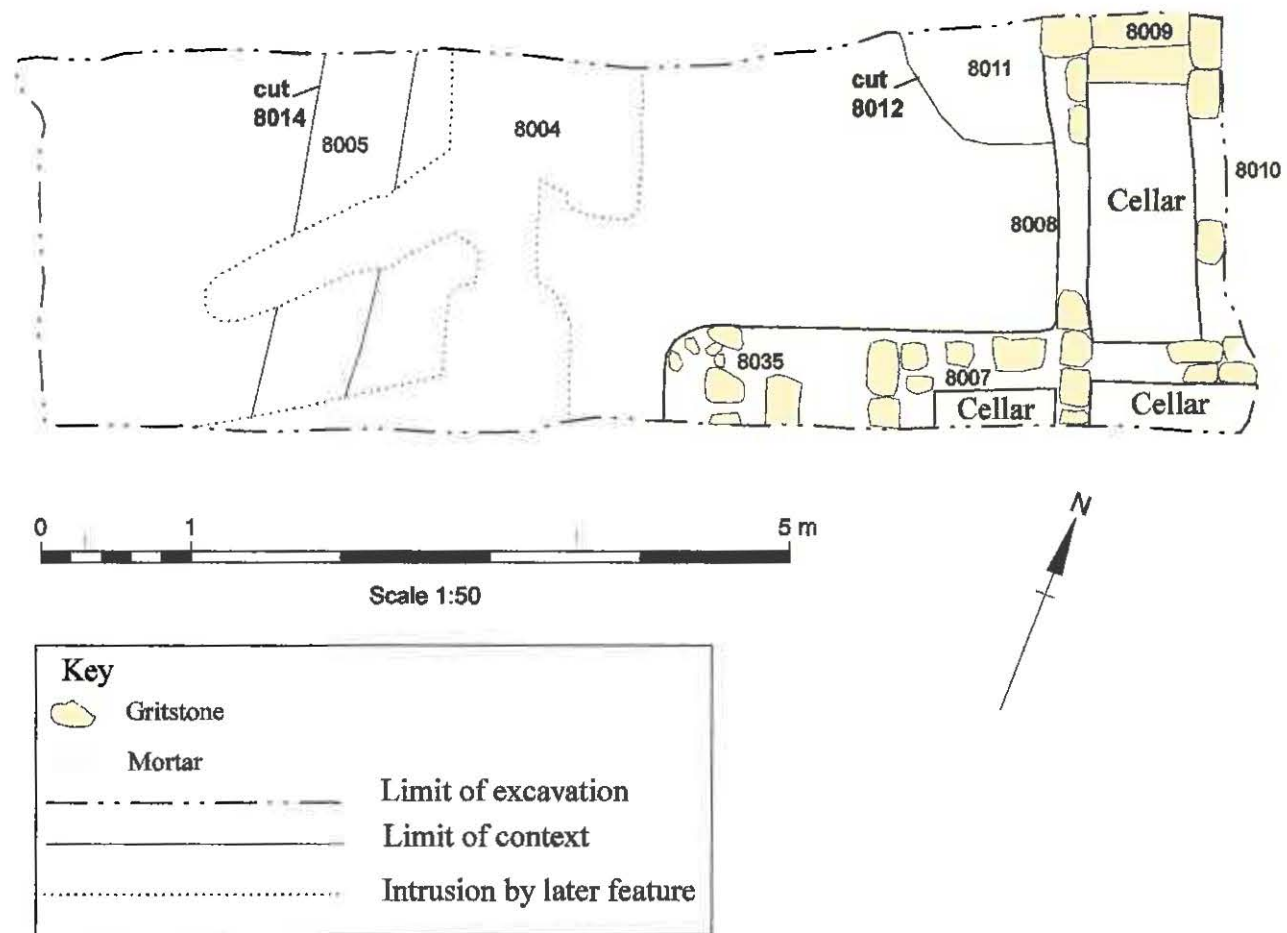 8009
cut
8014
8011
cut
8012
8004
8005
8010
Cellar
8008
8035
8007
Cellar
Cellar
N
0 1 5 m
Scale 1:50
Key
Gritstone
Mortar
Limit of excavation
Limit of context
Intrusion by later feature